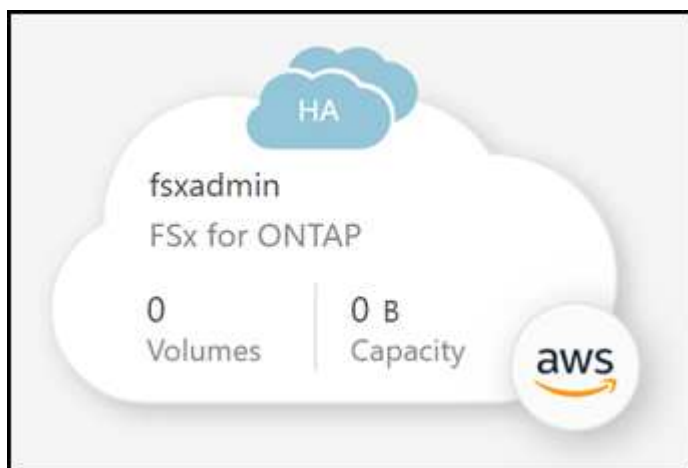 HA
fsxadmin
FSx for ONTAP
0
Volumes
0 B
Capacity
aws